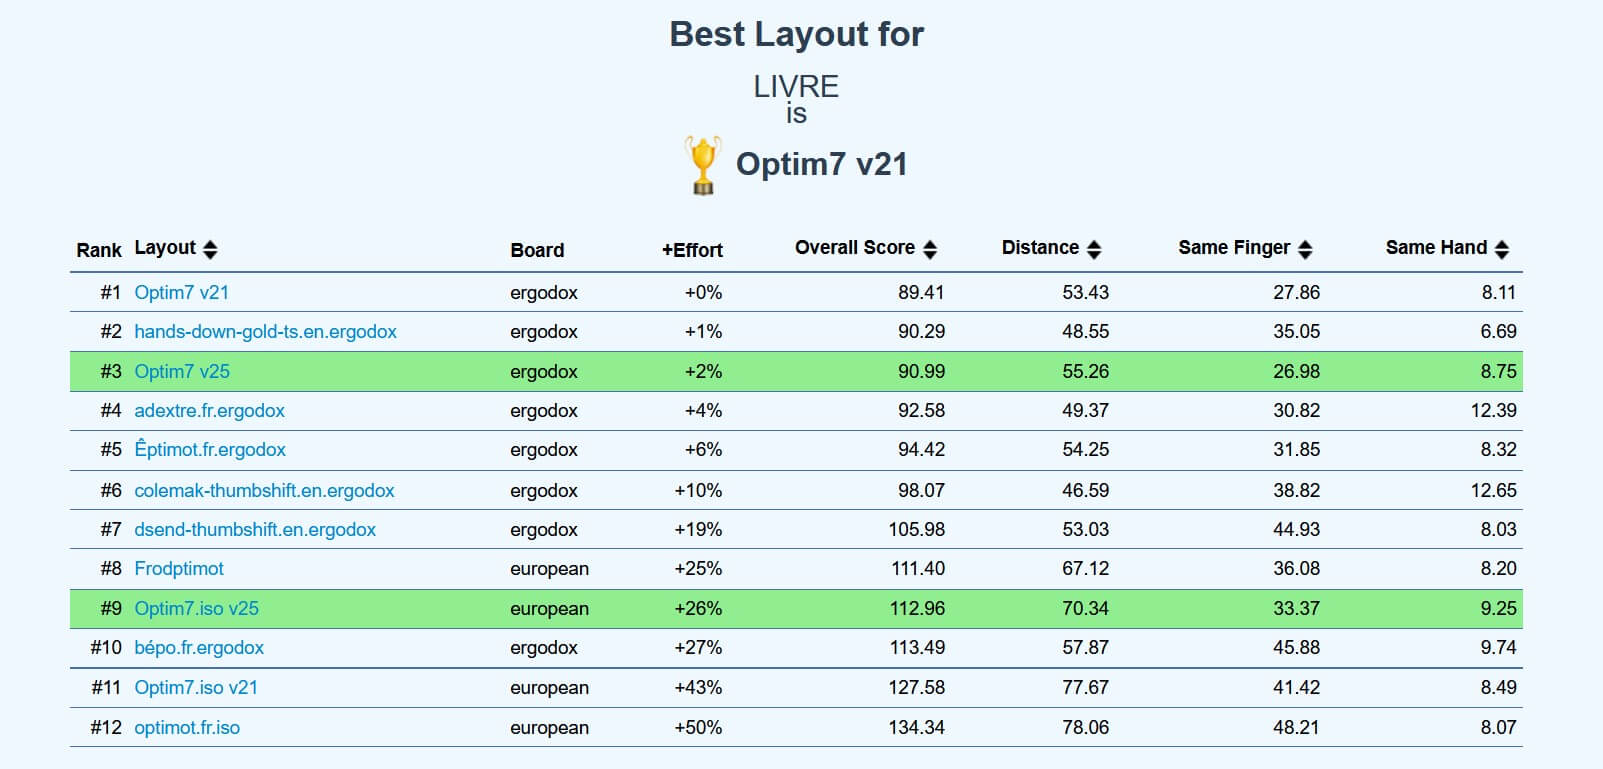 Best Layout for
LIVRE
is
Optim7 v21
Rank Layout Board +Effort Overall Score Distance Same Finger Same Hand
#1 Optim7 v21 ergodox +0% 89.41 53.43 27.86 8.11
#2 hands-down-gold-ts.en.ergodox ergodox +1% 90.29 48.55 35.05 6.69
#3 Optim7 v25 ergodox +2% 90.99 55.26 26.98 8.75
#4 adextre.fr.ergodox ergodox +4% 92.58 49.37 30.82 12.39
#5 Êptimot.fr.ergodox ergodox +6% 94.42 54.25 31.85 8.32
#6 colemak-thumbshift.en.ergodox ergodox +10% 98.07 46.59 38.82 12.65
#7 dsend-thumbshift.en.ergodox ergodox +19% 105.98 53.03 44.93 8.03
#8 Frodptimot european +25% 111.40 67.12 36.08 8.20
#9 Optim7.iso v25 european +26% 112.96 70.34 33.37 9.25
#10 bépo.fr.ergodox ergodox +27% 113.49 57.87 45.88 9.74
#11 Optim7.iso v21 european +43% 127.58 77.67 41.42 8.49
#12 optimot.fr.iso european +50% 134.34 78.06 48.21 8.07